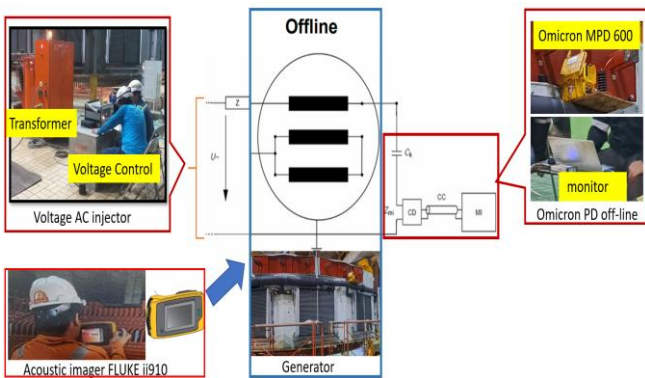 Offline
Transformer
Voltage Control
Voltage AC injector
Z
U~
Cₖ
Z_mi
CD
CC
MI
Omicron MPD 600
monitor
Omicron PD off-line
Acoustic imager FLUKE ii910
Generator